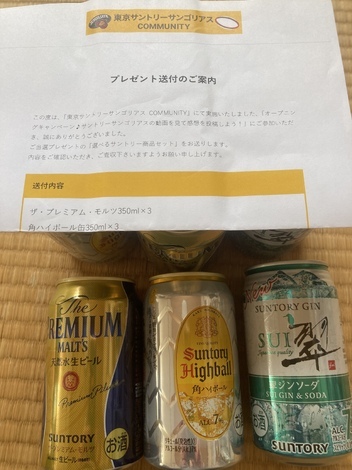 東京サントリーサンゴリアス
COMMUNITY
プレゼント送付のご案内
この度は、「東京サントリーサンゴリアス COMMUNITY」にて実施いたしました、「オープニン
グキャンペーン♪サントリーサンゴリアスの動画を見て感想を投稿しよう！」にご参加いただ
き、誠にありがとうございました。
ご当選プレゼントの「選べるサントリー商品セット」をお送りします。
内容をご確認いただき、ご査収下さいますようお願い申し上げます。
送付内容
ザ・プレミアム・モルツ350ml×3
角ハイボール缶350ml×3
The
PREMIUM
MALT'S
天然水生ビール
SUNTORY
お酒
Suntory
Highball
角ハイボール
ALC.7%
お酒
SUNTORY GIN
SUI
翠
翠ジンソーダ
SUI GIN & SODA
お酒
SUNTORY